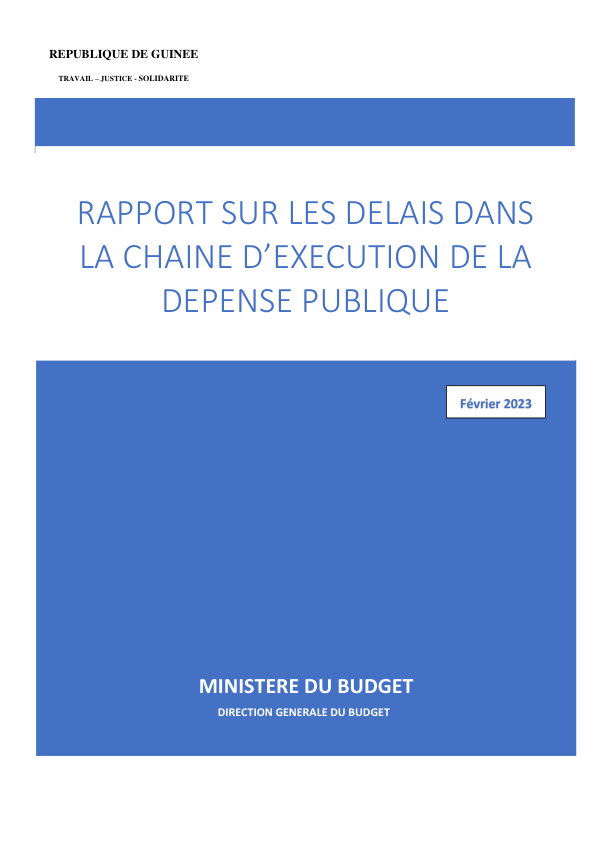 REPUBLIQUE DE GUINEE
TRAVAIL – JUSTICE - SOLIDARITE
RAPPORT SUR LES DELAIS DANS
LA CHAINE D’EXECUTION DE LA
DEPENSE PUBLIQUE
Février 2023
MINISTERE DU BUDGET
DIRECTION GENERALE DU BUDGET